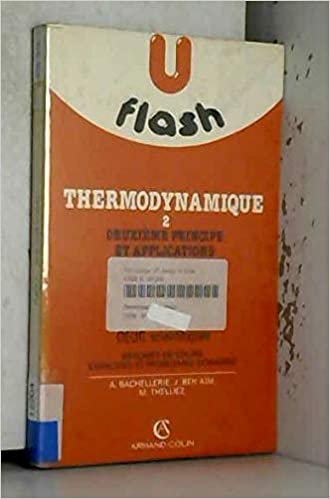 U
flash
THERMODYNAMIQUE
2
DEUXIÈME PRINCIPE
ET APPLICATIONS
DEUG
RÉSUMÉS DE COURS
EXERCICES ET PROBLÈMES CORRIGÉS
A. BACHELLERIE, J. BEN AÏM,
M. THELLIEZ
ARMAND COLIN